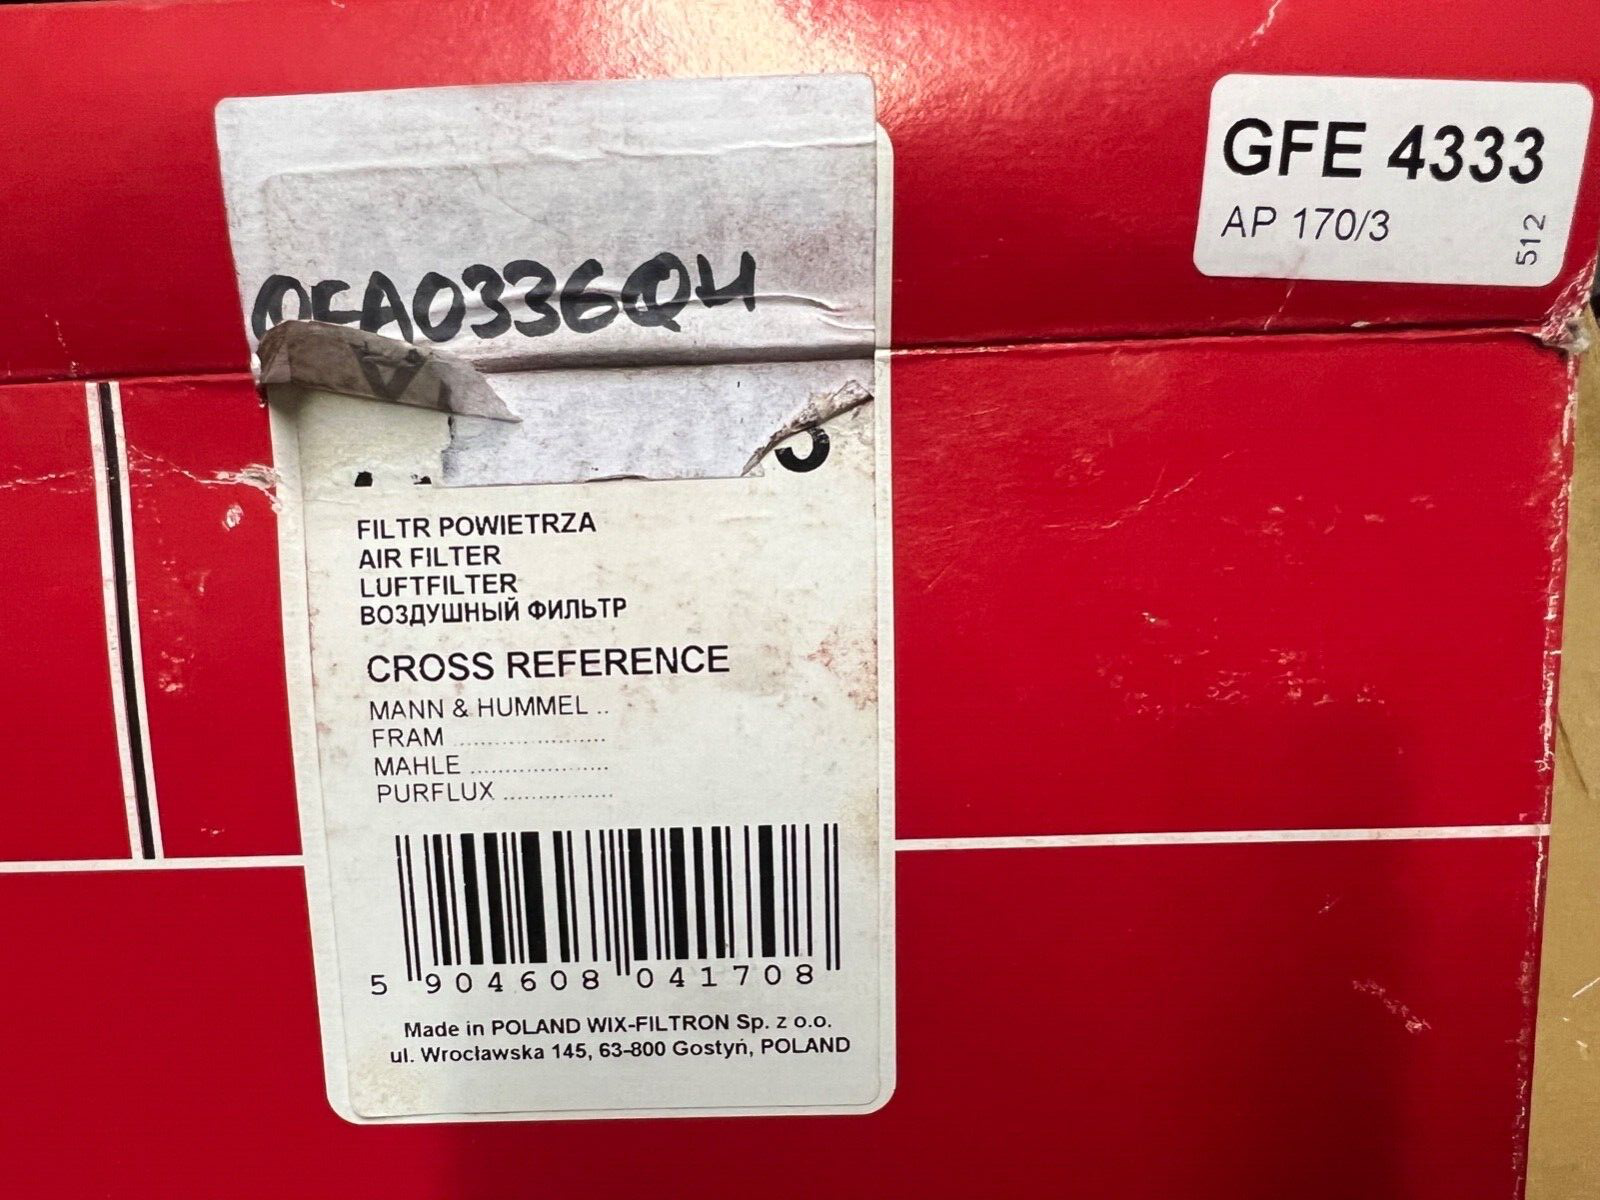 GFE 4333
AP 170/3
512
QFA0336QH
FILTR POWIETRZA
AIR FILTER
LUFTFILTER
ВОЗДУШНЫЙ ФИЛЬТР
CROSS REFERENCE
MANN & HUMMEL ..
FRAM ......................
MAHLE ....................
PURFLUX ................
5 904608 041708
Made in POLAND WIX-FILTRON Sp. z o.o.
ul. Wrocławska 145, 63-800 Gostyń, POLAND